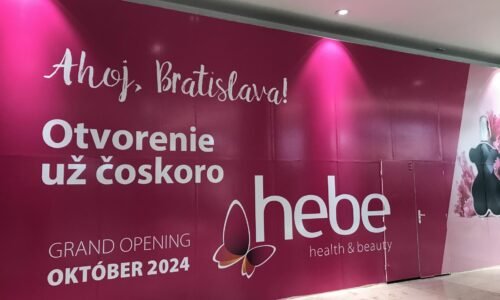 Ahoj, Bratislava!
Otvorenie
už čoskoro
GRAND OPENING
OKTÓBER 2024
hebe
health & beauty